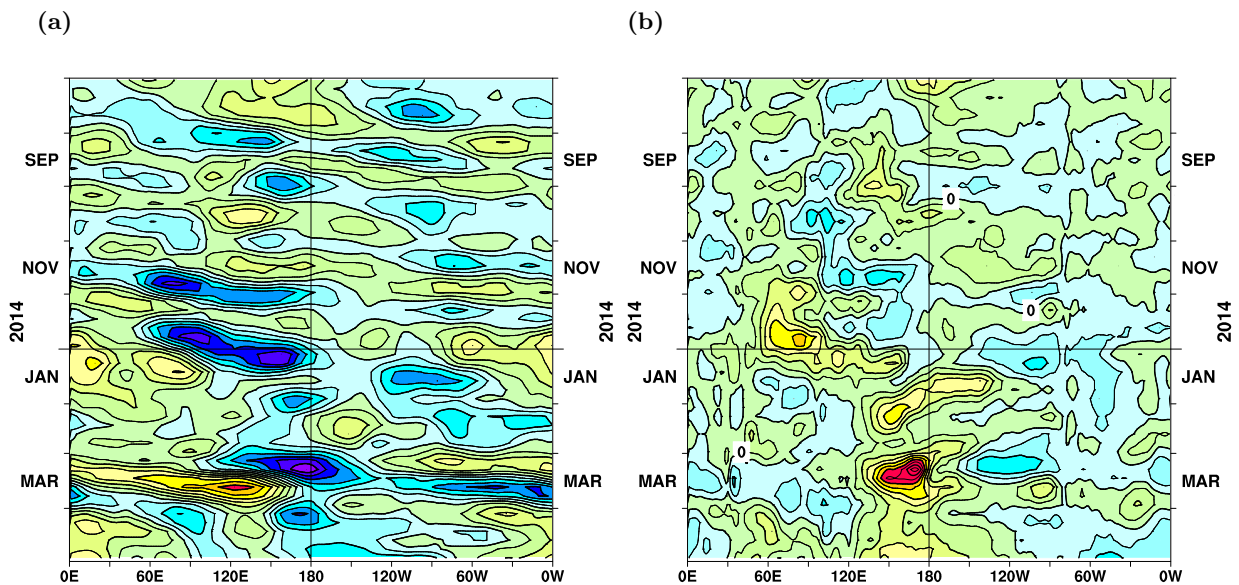 (a) (b)
SEP SEP SEP SEP
0
NOV NOV NOV NOV
2014 2014 2014 2014
0
JAN JAN JAN JAN
0
MAR MAR MAR MAR
0E 60E 120E 180 120W 60W 0W 0E 60E 120E 180 120W 60W 0W